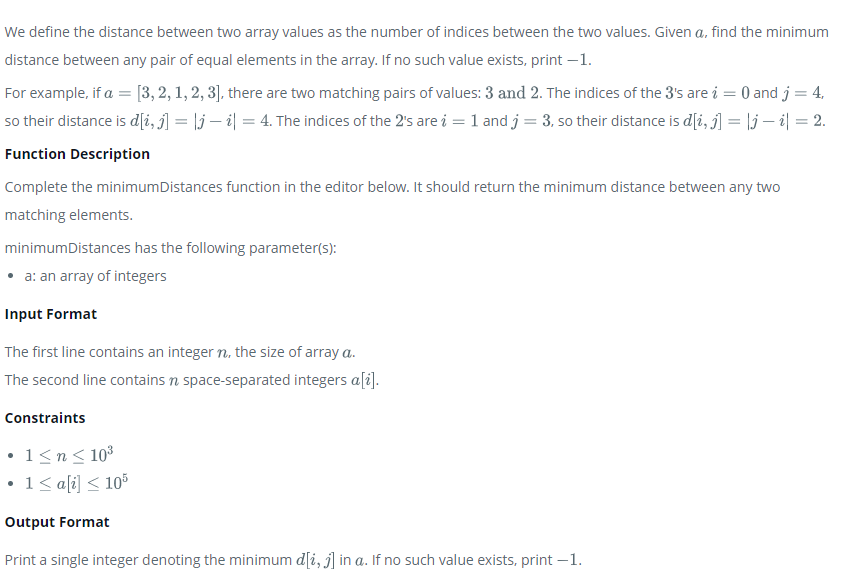 We define the distance between two array values as the number of indices between the two values. Given a, find the minimum
distance between any pair of equal elements in the array. If no such value exists, print −1.
For example, if a = [3, 2, 1, 2, 3], there are two matching pairs of values: 3 and 2. The indices of the 3's are i = 0 and j = 4,
so their distance is d[i, j] = |j − i| = 4. The indices of the 2's are i = 1 and j = 3, so their distance is d[i, j] = |j − i| = 2.
Function Description
Complete the minimumDistances function in the editor below. It should return the minimum distance between any two
matching elements.
minimumDistances has the following parameter(s):
• a: an array of integers
Input Format
The first line contains an integer n, the size of array a.
The second line contains n space-separated integers a[i].
Constraints
• 1 ≤ n ≤ 10³
• 1 ≤ a[i] ≤ 10⁵
Output Format
Print a single integer denoting the minimum d[i, j] in a. If no such value exists, print −1.